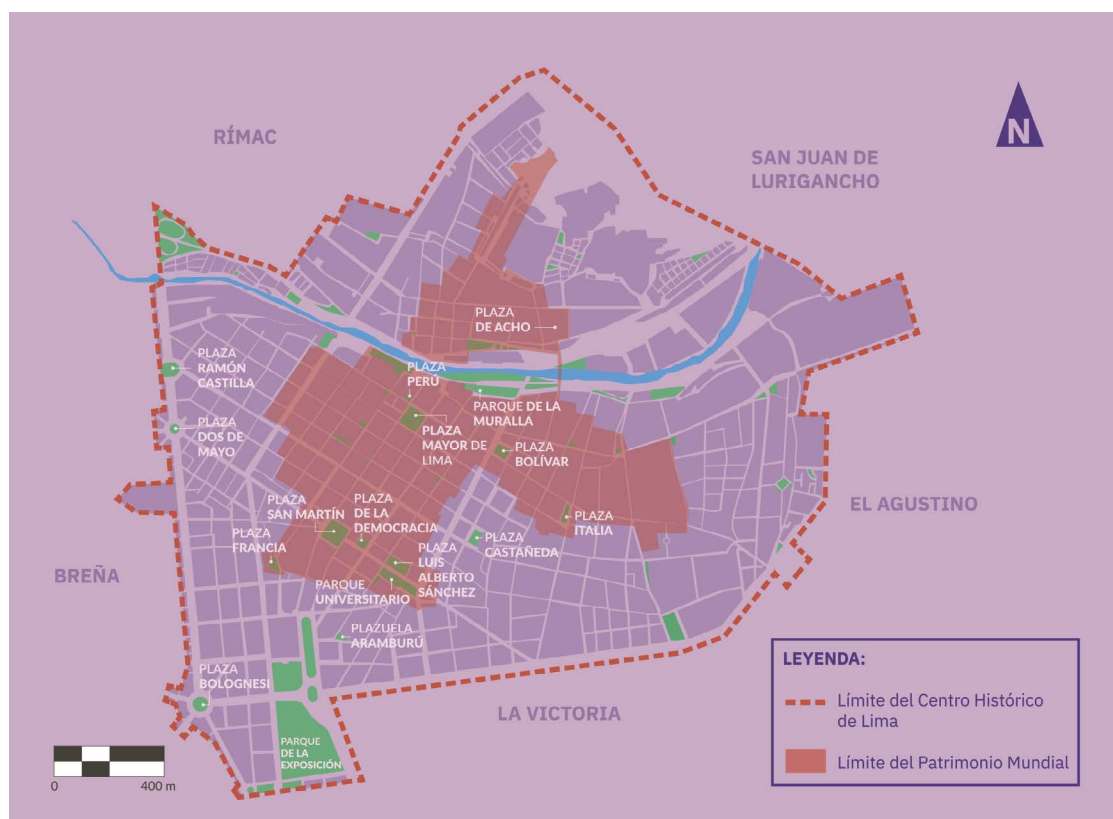 RÍMAC
N
SAN JUAN DE
LURIGANCHO
PLAZA
DE ACHO
PLAZA
RAMÓN
CASTILLA
PLAZA
PERÚ
PARQUE DE LA
MURALLA
PLAZA
DOS DE
MAYO
PLAZA
MAYOR DE
LIMA
PLAZA
BOLÍVAR
PLAZA
SAN MARTÍN
PLAZA
DE LA
DEMOCRACIA
PLAZA
ITALIA
EL AGUSTINO
PLAZA
FRANCIA
PLAZA
CASTAÑEDA
PLAZA
LUIS
ALBERTO
SÁNCHEZ
BREÑA
PARQUE
UNIVERSITARIO
PLAZUELA
ARAMBURÚ
PLAZA
BOLOGNESI
LA VICTORIA
PARQUE
DE LA
EXPOSICIÓN
0 400 m
LEYENDA:
Límite del Centro Histórico
de Lima
Límite del Patrimonio Mundial